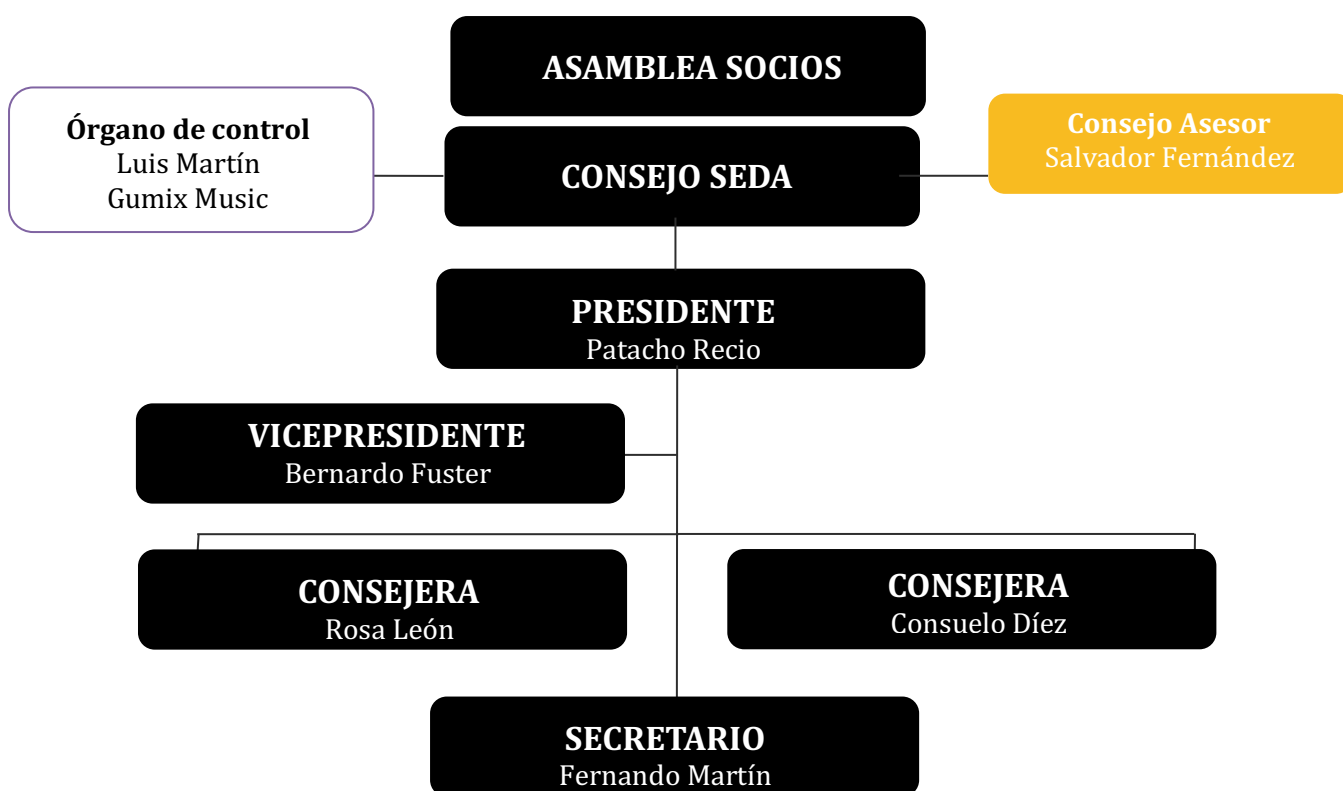 ASAMBLEA SOCIOS
Órgano de control
Luis Martín
Gumix Music
CONSEJO SEDA
Consejo Asesor
Salvador Fernández
PRESIDENTE
Patacho Recio
VICEPRESIDENTE
Bernardo Fuster
CONSEJERA
Rosa León
CONSEJERA
Consuelo Díez
SECRETARIO
Fernando Martín